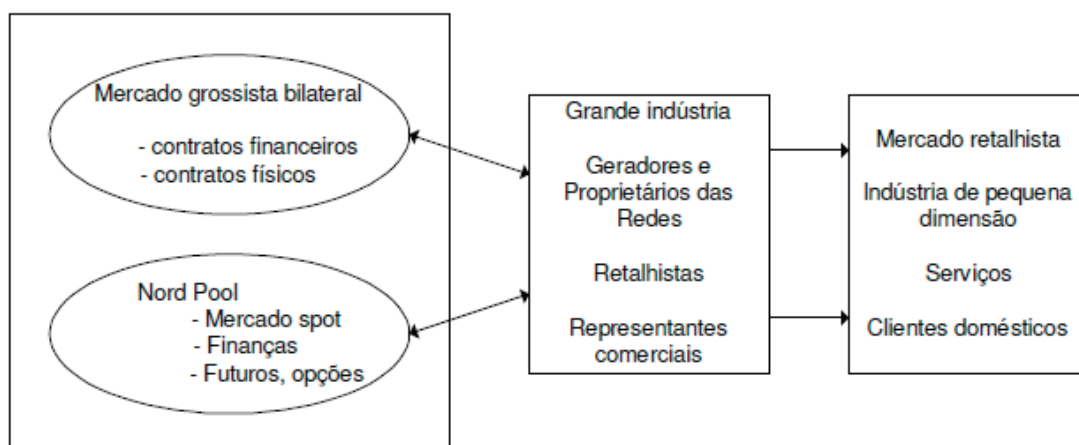 Mercado grossista bilateral
- contratos financeiros
- contratos físicos
Nord Pool
- Mercado spot
- Finanças
- Futuros, opções
Grande indústria
Geradores e
Proprietários das
Redes
Retalhistas
Representantes
comerciais
Mercado retalhista
Indústria de pequena
dimensão
Serviços
Clientes domésticos